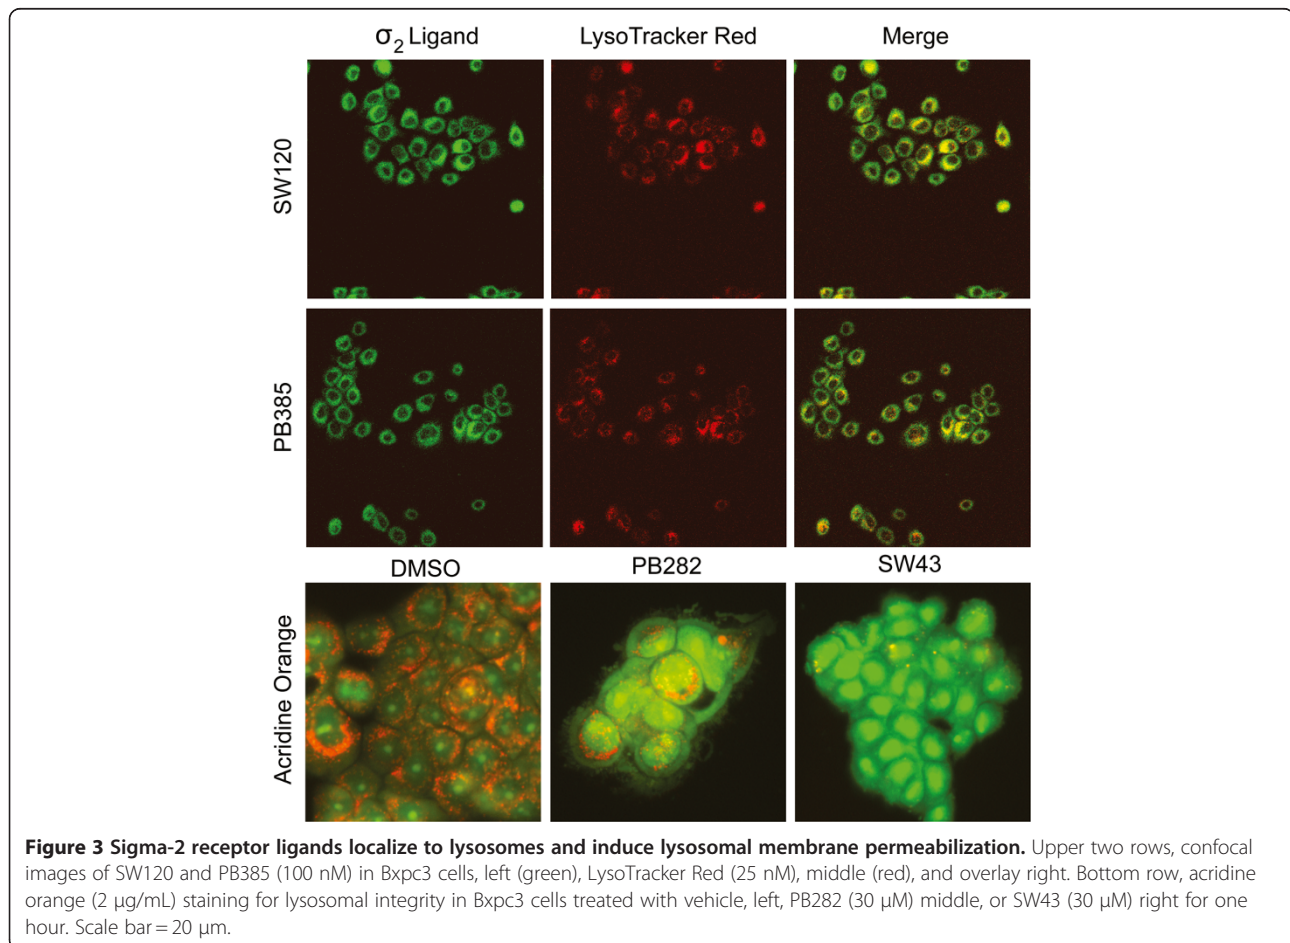 σ₂ Ligand LysoTracker Red Merge
SW120
PB385
DMSO PB282 SW43
Acridine Orange
Figure 3 Sigma-2 receptor ligands localize to lysosomes and induce lysosomal membrane permeabilization. Upper two rows, confocal
images of SW120 and PB385 (100 nM) in Bxpc3 cells, left (green), LysoTracker Red (25 nM), middle (red), and overlay right. Bottom row, acridine
orange (2 μg/mL) staining for lysosomal integrity in Bxpc3 cells treated with vehicle, left, PB282 (30 μM) middle, or SW43 (30 μM) right for one
hour. Scale bar = 20 μm.